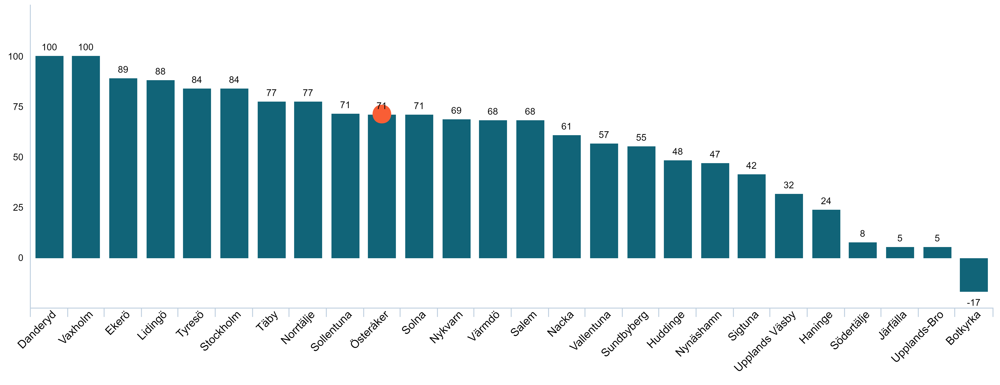 100
75
50
25
0
100
100
89
88
84
84
77
77
71
71
71
69
68
68
61
57
55
48
47
42
32
24
8
5
5
-17
Danderyd
Vaxholm
Ekerö
Lidingö
Tyresö
Stockholm
Täby
Norrtälje
Sollentuna
Österåker
Solna
Nykvarn
Värmdö
Salem
Nacka
Vallentuna
Sundbyberg
Huddinge
Nynäshamn
Sigtuna
Upplands Väsby
Haninge
Södertälje
Järfälla
Upplands-Bro
Botkyrka